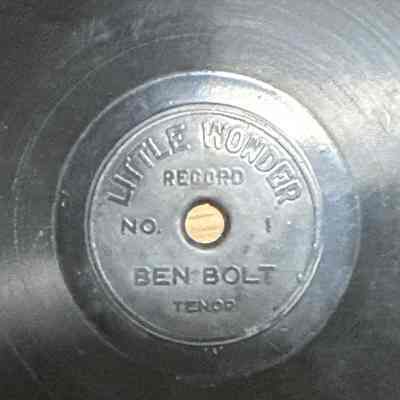 LITTLE WONDER
RECORD
NO. 1
BEN BOLT
TENOR